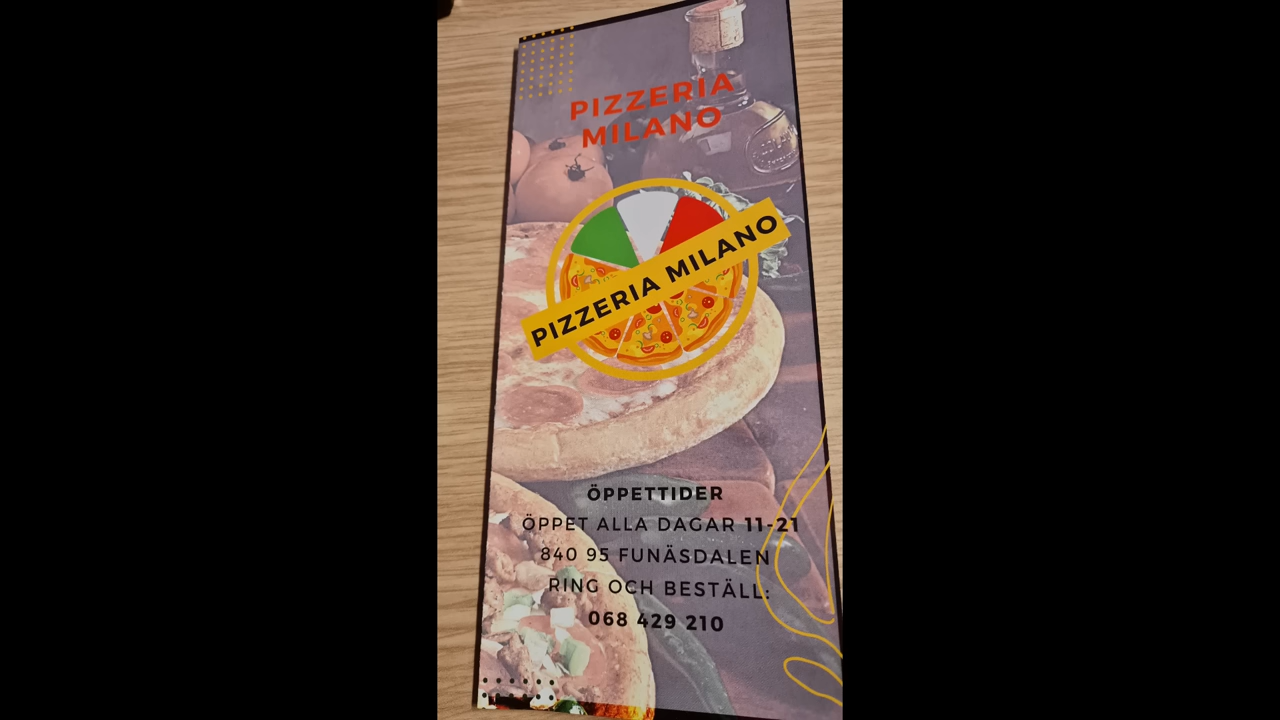 PIZZERIA
MILANO
PIZZERIA MILANO
ÖPPETTIDER
ÖPPET ALLA DAGAR 11-21
840 95 FUNÄSDALEN
RING OCH BESTÄLL:
068 429 210